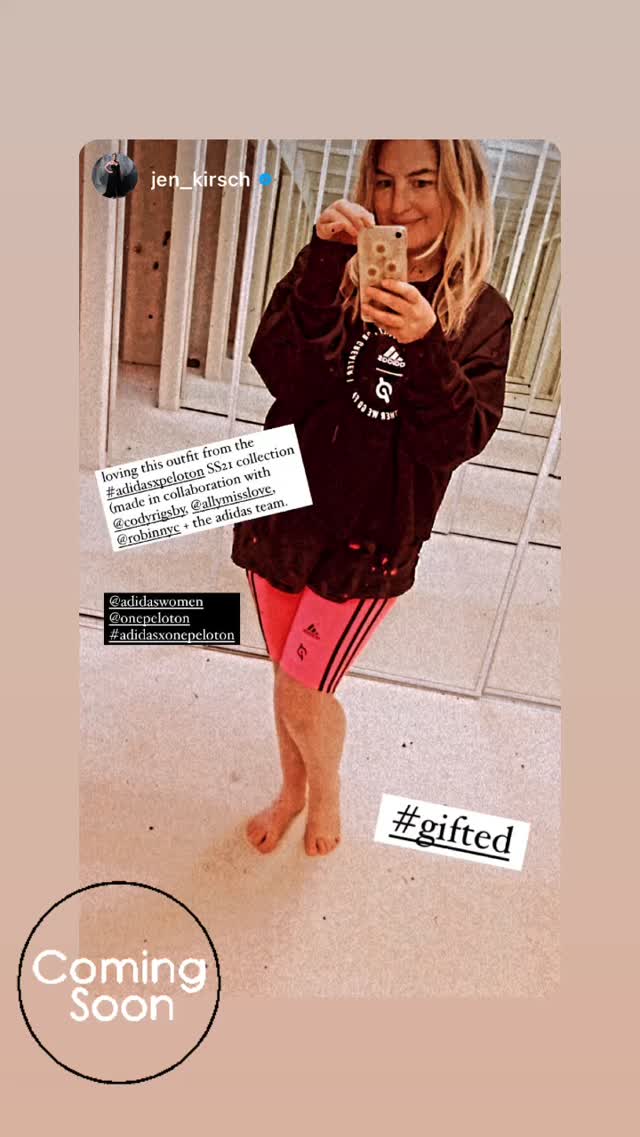 jen_kirsch
loving this outfit from the
#adidasxpeloton SS21 collection
(made in collaboration with
@codyrigsby, @allymisslove,
@robinnyc + the adidas team.
@adidaswomen
@onepeloton
#adidasxonepeloton
#gifted
Coming
Soon